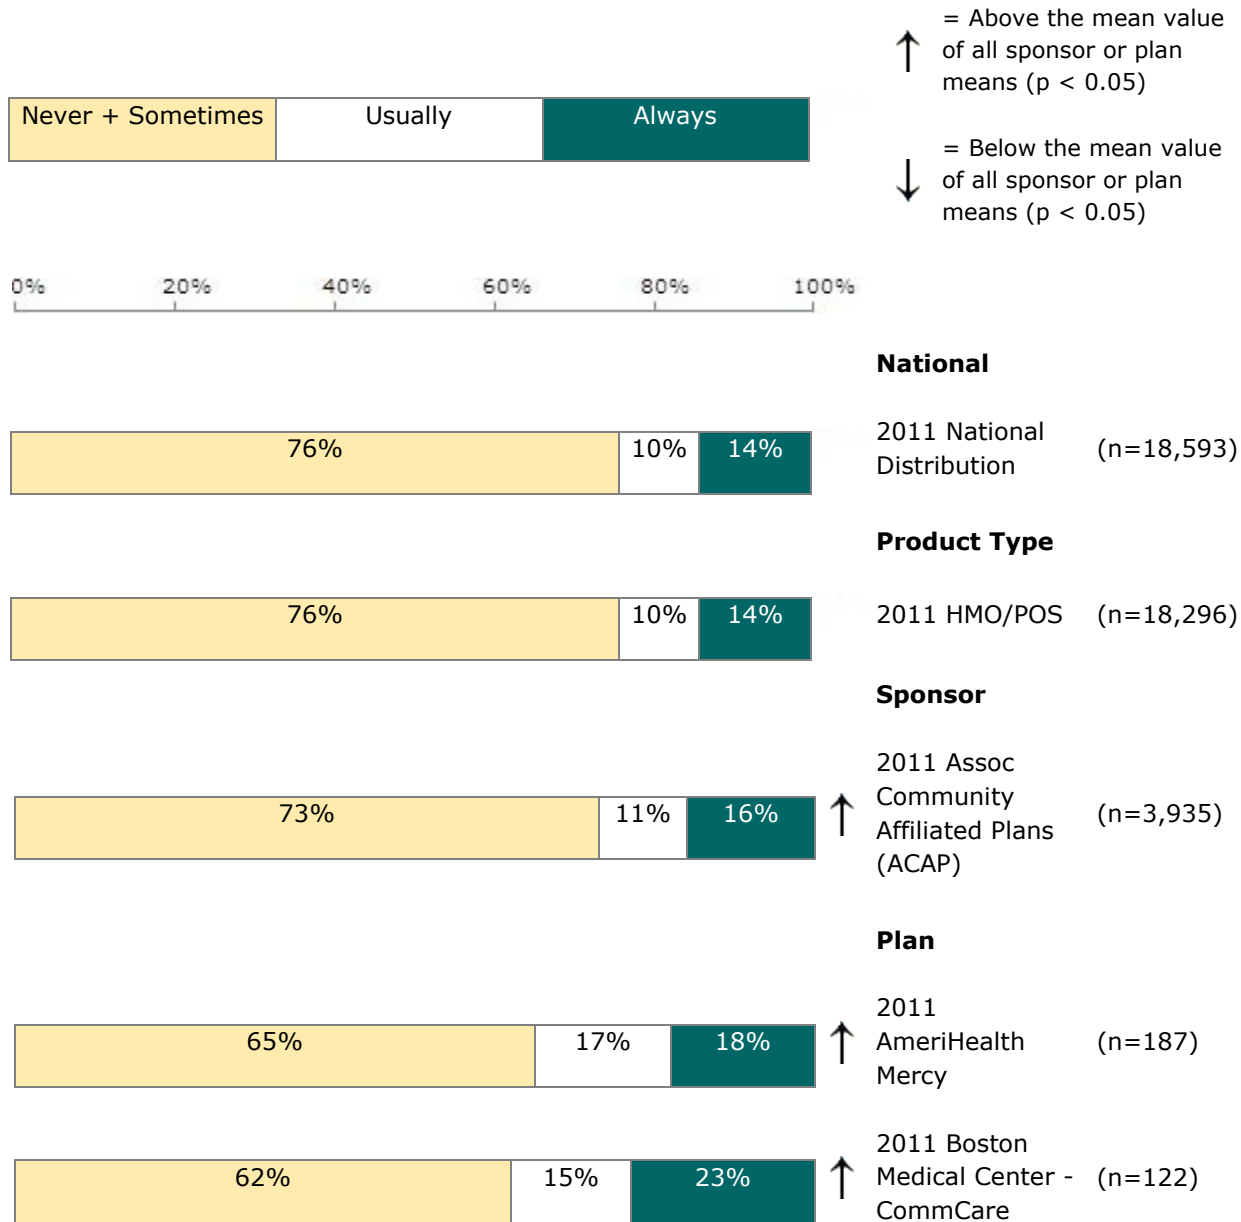 = Above the mean value
of all sponsor or plan
means (p < 0.05)
↑
Never + Sometimes Usually Always
= Below the mean value
of all sponsor or plan
means (p < 0.05)
↓
0% 20% 40% 60% 80% 100%
National
76% 10% 14%
2011 National
Distribution
(n=18,593)
Product Type
76% 10% 14%
2011 HMO/POS (n=18,296)
Sponsor
73% 11% 16%
↑
2011 Assoc
Community
Affiliated Plans
(ACAP)
(n=3,935)
Plan
65% 17% 18%
↑
2011
AmeriHealth
Mercy
(n=187)
62% 15% 23%
↑
2011 Boston
Medical Center -
CommCare
(n=122)